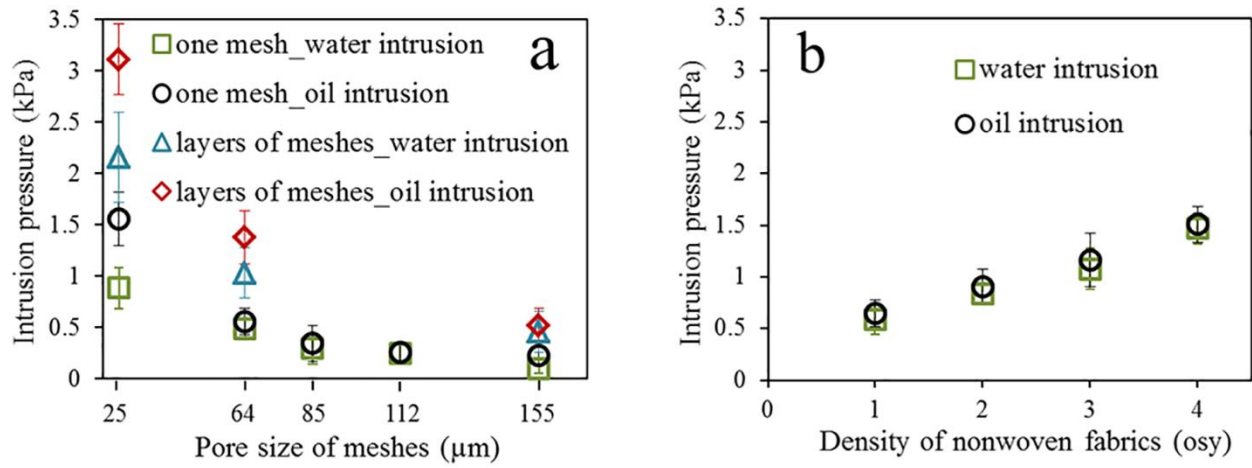 a
Intrusion pressure (kPa)
3.5
3
2.5
2
1.5
1
0.5
0
one mesh_water intrusion
one mesh_oil intrusion
layers of meshes_water intrusion
layers of meshes_oil intrusion
25 64 85 112 155
Pore size of meshes (µm)
b
Intrusion pressure (kPa)
3.5
3
2.5
2
1.5
1
0.5
0
water intrusion
oil intrusion
0 1 2 3 4
Density of nonwoven fabrics (osy)